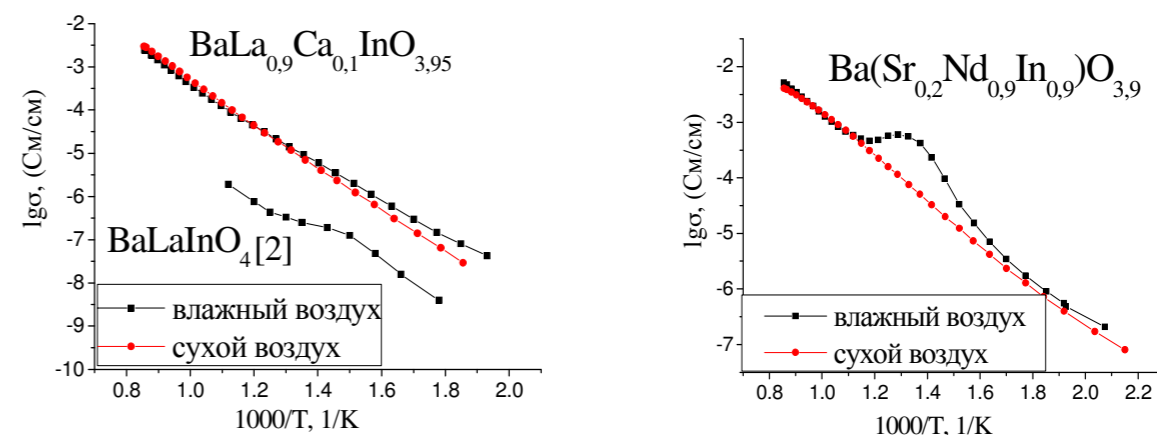 -2
-3
-4
-5
-6
-7
-8
-9
-10
lgσ, (См/см)
BaLa0,9Ca0,1InO3,95
BaLaInO4 [2]
влажный воздух
сухой воздух
0.8 1.0 1.2 1.4 1.6 1.8 2.0
1000/T, 1/K
-2
-3
-4
-5
-6
-7
lgσ, (См/см)
Ba(Sr0,2Nd0,9In0,9)O3,9
влажный воздух
сухой воздух
0.8 1.0 1.2 1.4 1.6 1.8 2.0 2.2
1000/T, 1/K